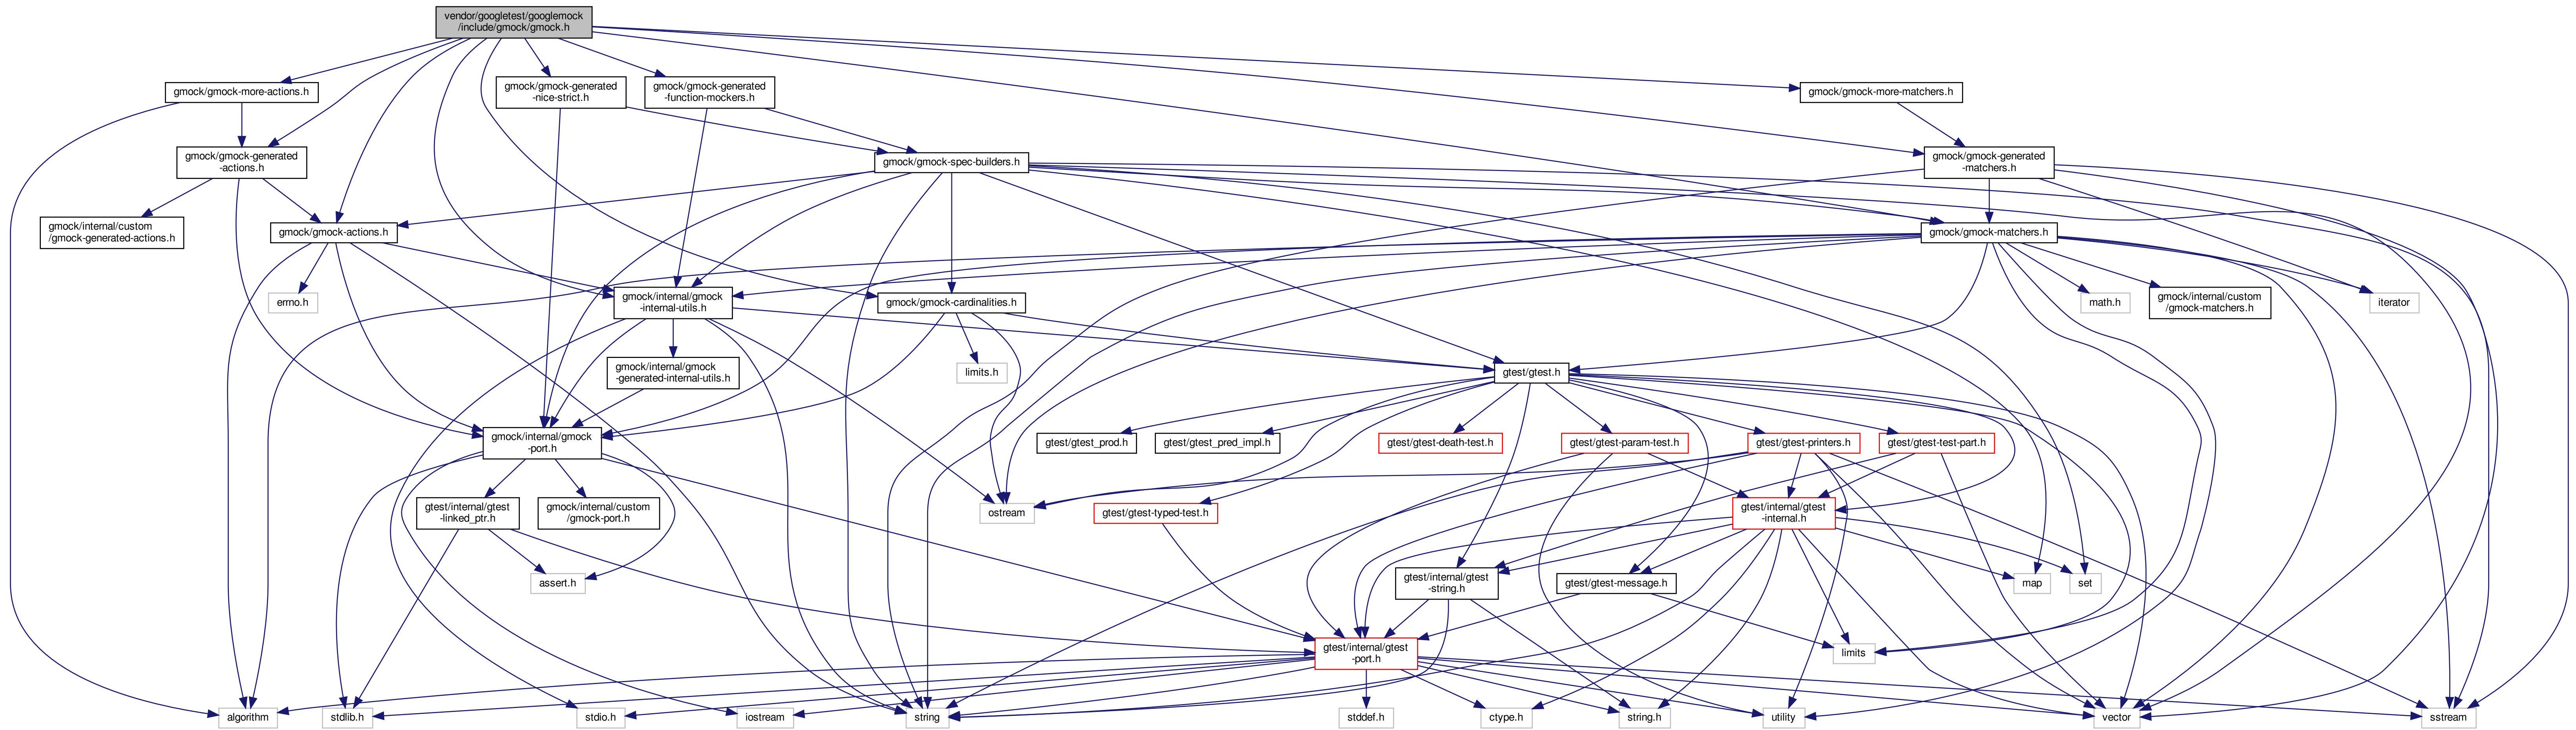 vendor/googletest/googlemock
/include/gmock/gmock.h
gmock/gmock-more-actions.h
gmock/gmock-generated
-nice-strict.h
gmock/gmock-generated
-function-mockers.h
gmock/gmock-more-matchers.h
gmock/gmock-generated
-actions.h
gmock/gmock-spec-builders.h
gmock/gmock-generated
-matchers.h
gmock/internal/custom
/gmock-generated-actions.h
gmock/gmock-actions.h
gmock/gmock-matchers.h
errno.h
gmock/internal/gmock
-internal-utils.h
gmock/gmock-cardinalities.h
math.h
gmock/internal/custom
/gmock-matchers.h
iterator
gmock/internal/gmock
-generated-internal-utils.h
limits.h
gtest/gtest.h
gmock/internal/gmock
-port.h
gtest/gtest_prod.h
gtest/gtest_pred_impl.h
gtest/gtest-death-test.h
gtest/gtest-param-test.h
gtest/gtest-printers.h
gtest/gtest-test-part.h
gtest/internal/gtest
-linked_ptr.h
gmock/internal/custom
/gmock-port.h
ostream
gtest/gtest-typed-test.h
gtest/internal/gtest
-internal.h
assert.h
gtest/internal/gtest
-string.h
gtest/gtest-message.h
map
set
gtest/internal/gtest
-port.h
limits
algorithm
stdlib.h
stdio.h
iostream
string
stddef.h
ctype.h
string.h
utility
vector
sstream